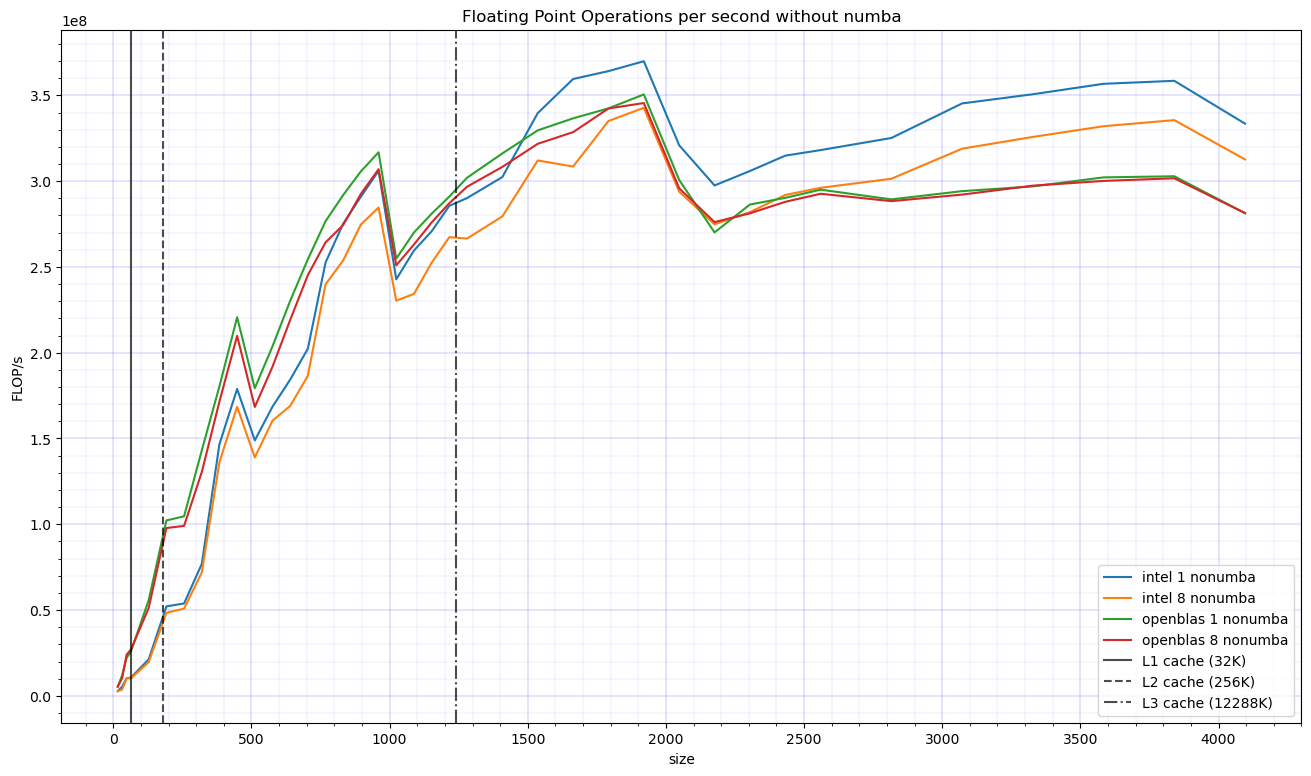 Floating Point Operations per second without numba
1e8
3.5
3.0
2.5
2.0
1.5
1.0
0.5
0.0
FLOP/s
0 500 1000 1500 2000 2500 3000 3500 4000
size
intel 1 nonumba
intel 8 nonumba
openblas 1 nonumba
openblas 8 nonumba
L1 cache (32K)
L2 cache (256K)
L3 cache (12288K)